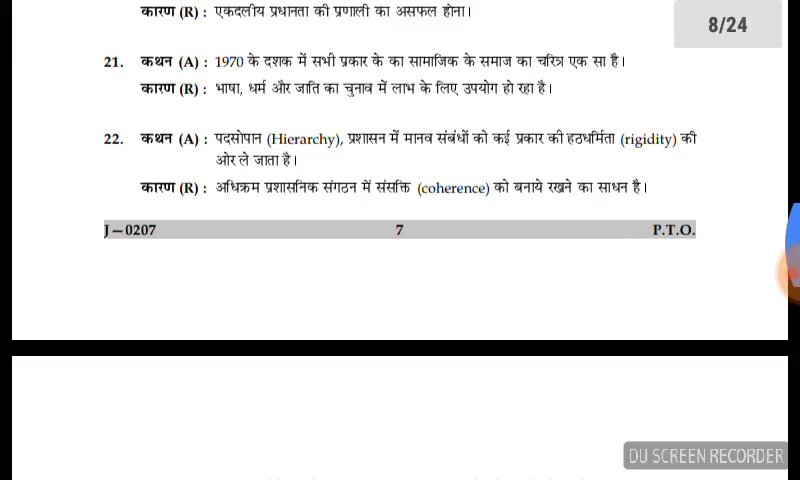 कारण (R) : एकदलीय प्रधानता की प्रणाली का असफल होना।
8/24
21. कथन (A) : 1970 के दशक में सभी प्रकार के का सामाजिक के समाज का चरित्र एक सा है।
कारण (R) : भाषा, धर्म और जाति का चुनाव में लाभ के लिए उपयोग हो रहा है।
22. कथन (A) : पदसोपान (Hierarchy), प्रशासन में मानव संबंधों को कई प्रकार की हठधर्मिता (rigidity) की
ओर ले जाता है।
कारण (R) : अधिक्रम प्रशासनिक संगठन में संसक्ति (coherence) को बनाये रखने का साधन है।
J-0207 7 P.T.O.
DU SCREEN RECORDER